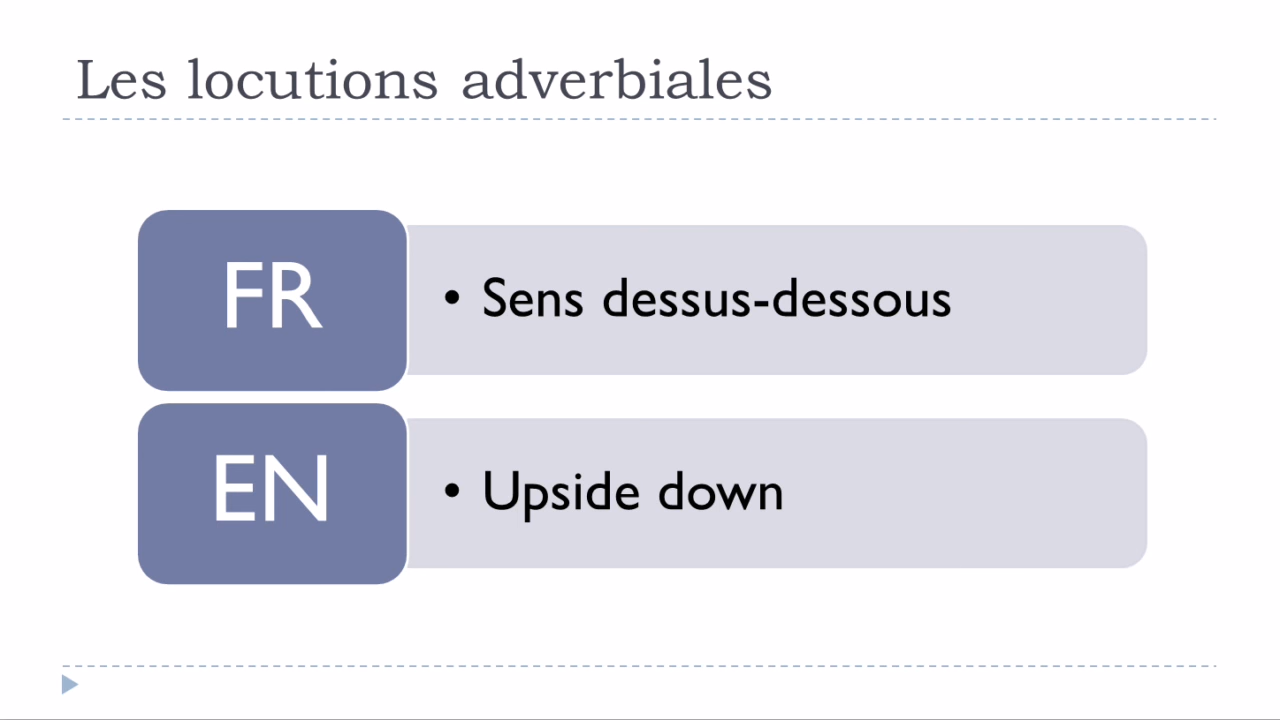 Les locutions adverbiales
FR
• Sens dessus-dessous
EN
• Upside down